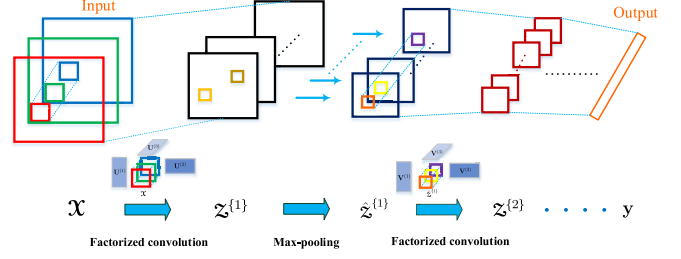 Input
Output
U^{(3)}
U^{(1)}
U^{(2)}
X
V^{(3)}
V^{(1)}
V^{(2)}
ẑ^{1}
X
Z^{1}
ẑ^{1}
Z^{2}
y
Factorized convolution
Max-pooling
Factorized convolution